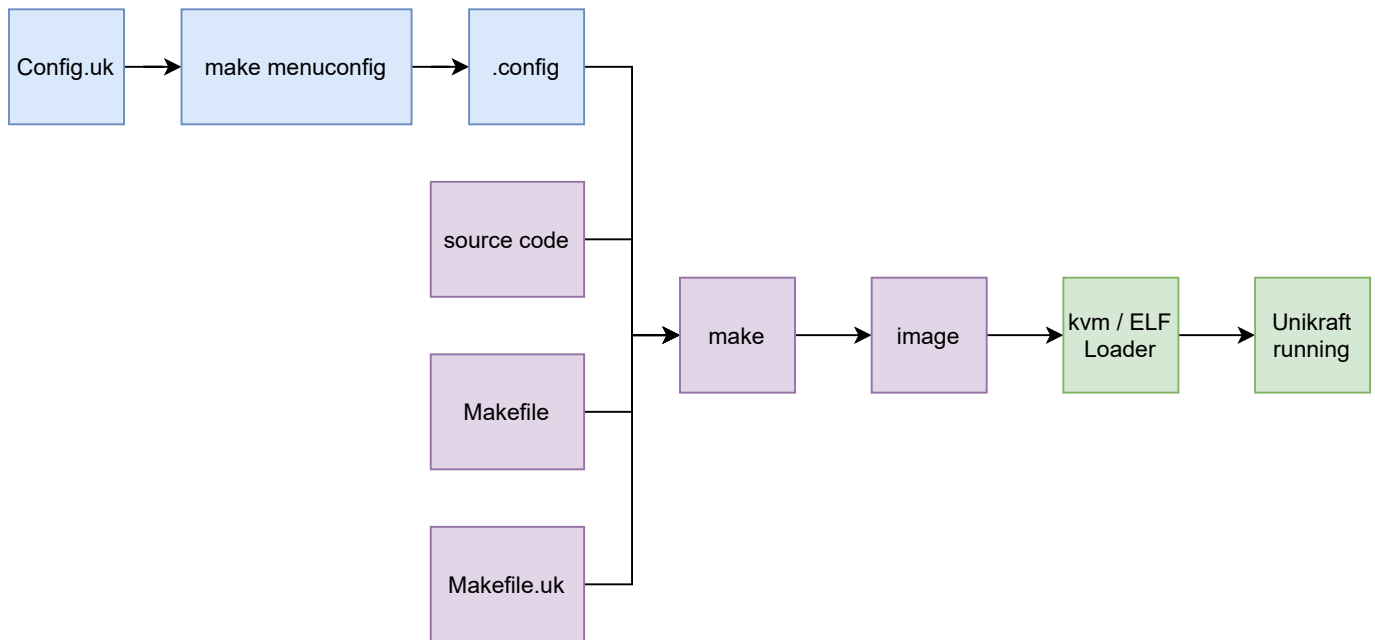 Config.uk
make menuconfig
.config
source code
make
image
kvm / ELF
Loader
Unikraft
running
Makefile
Makefile.uk